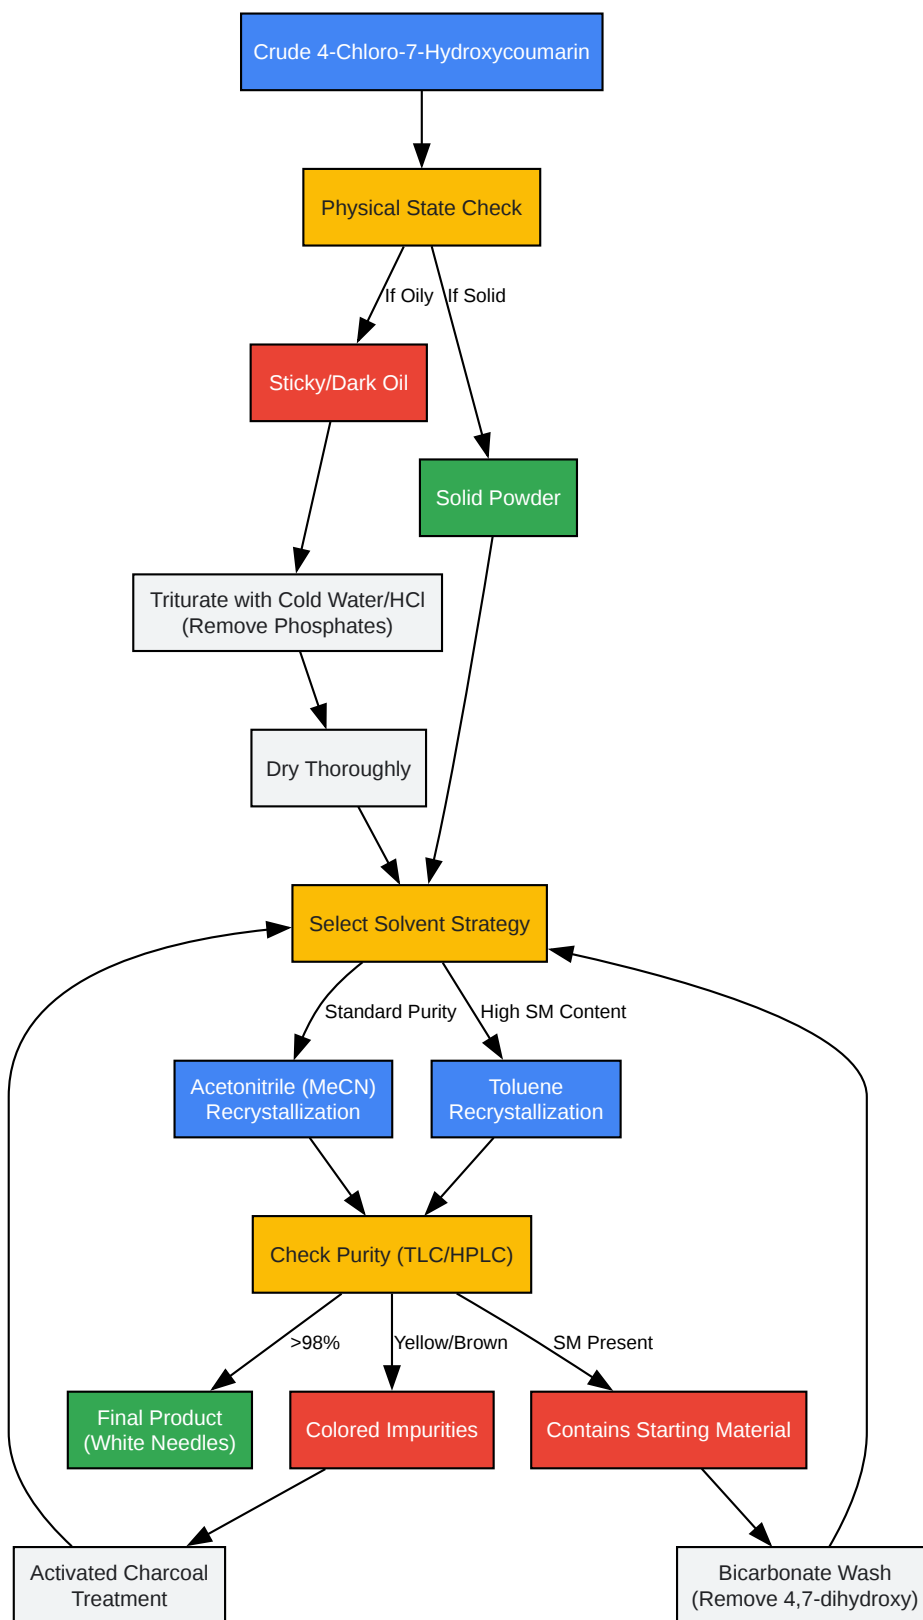 Crude 4-Chloro-7-Hydroxycoumarin
Physical State Check
If Oily
If Solid
Sticky/Dark Oil
Solid Powder
Triturate with Cold Water/HCl
(Remove Phosphates)
Dry Thoroughly
Select Solvent Strategy
Standard Purity
High SM Content
Acetonitrile (MeCN)
Recrystallization
Toluene
Recrystallization
Check Purity (TLC/HPLC)
>98%
Yellow/Brown
SM Present
Final Product
(White Needles)
Colored Impurities
Contains Starting Material
Activated Charcoal
Treatment
Bicarbonate Wash
(Remove 4,7-dihydroxy)